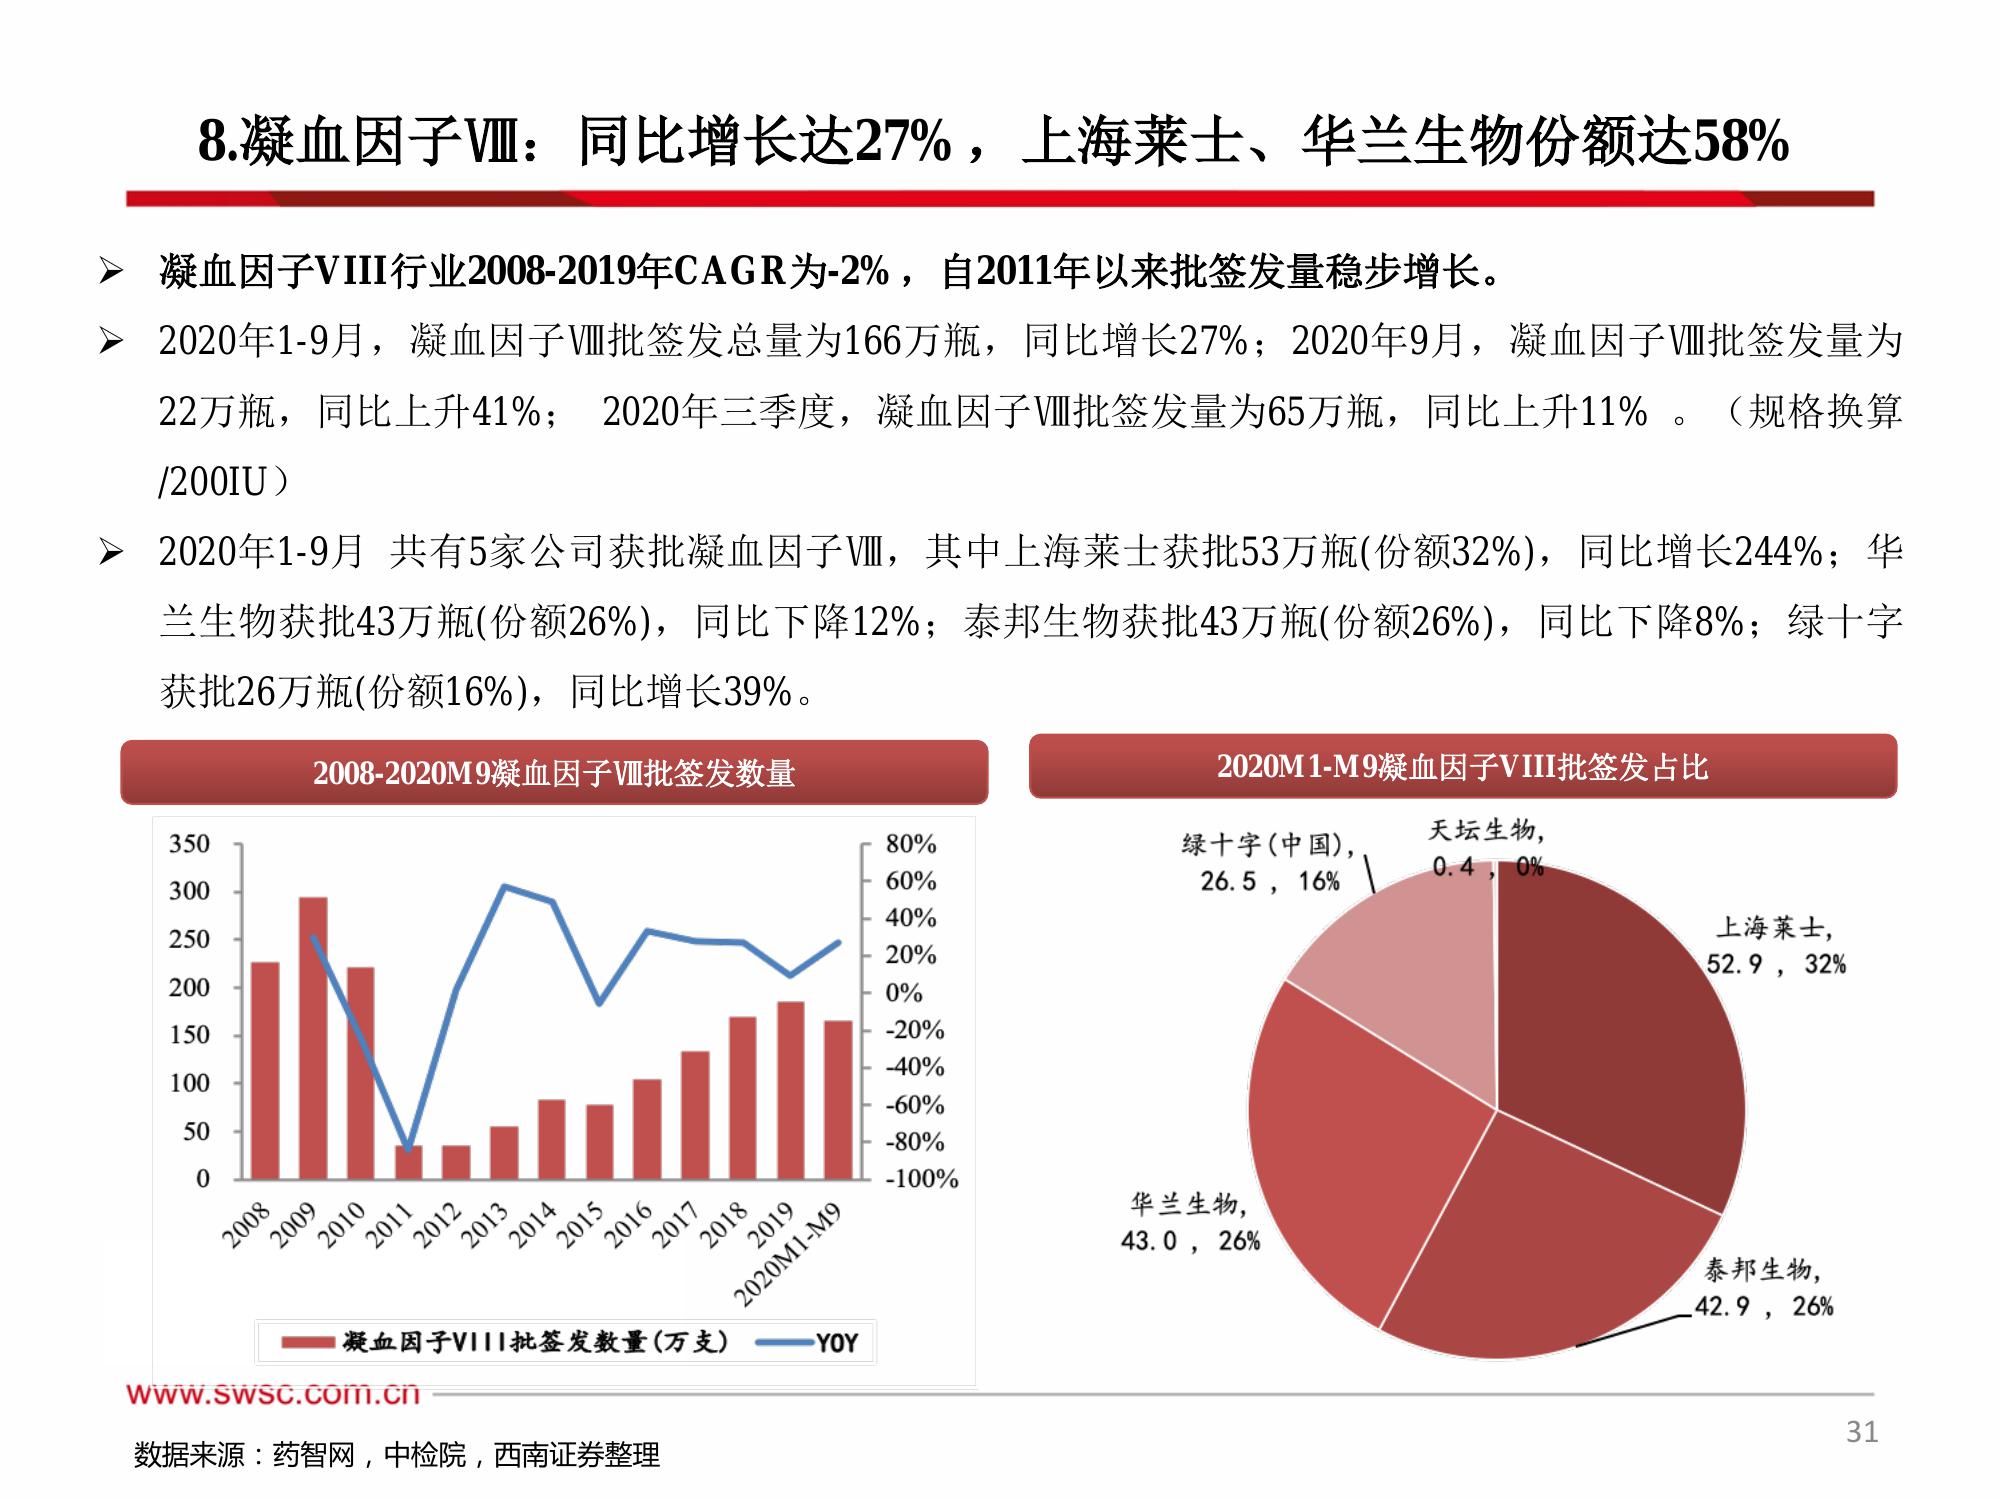 8.凝血因子Ⅷ：同比增长达27%，上海莱士、华兰生物份额达58%
➢ 凝血因子VIII行业2008-2019年CAGR为-2%，自2011年以来批签发量稳步增长。
➢ 2020年1-9月，凝血因子Ⅷ批签发总量为166万瓶，同比增长27%；2020年9月，凝血因子Ⅷ批签发量为
22万瓶，同比上升41%； 2020年三季度，凝血因子Ⅷ批签发量为65万瓶，同比上升11% 。（规格换算
/200IU）
➢ 2020年1-9月 共有5家公司获批凝血因子Ⅷ，其中上海莱士获批53万瓶(份额32%)，同比增长244%；华
兰生物获批43万瓶(份额26%)，同比下降12%；泰邦生物获批43万瓶(份额26%)，同比下降8%；绿十字
获批26万瓶(份额16%)，同比增长39%。
2008-2020M9凝血因子Ⅷ批签发数量
350
300
250
200
150
100
50
0
80%
60%
40%
20%
0%
-20%
-40%
-60%
-80%
-100%
2008
2009
2010
2011
2012
2013
2014
2015
2016
2017
2018
2019
2020M1-M9
凝血因子VIII批签发数量(万支)
YOY
2020M1-M9凝血因子VIII批签发占比
绿十字(中国),
26.5 , 16%
天坛生物,
0.4 , 0%
上海莱士,
52.9 , 32%
华兰生物,
43.0 , 26%
泰邦生物,
42.9 , 26%
www.swsc.com.cn
31
数据来源：药智网，中检院，西南证券整理